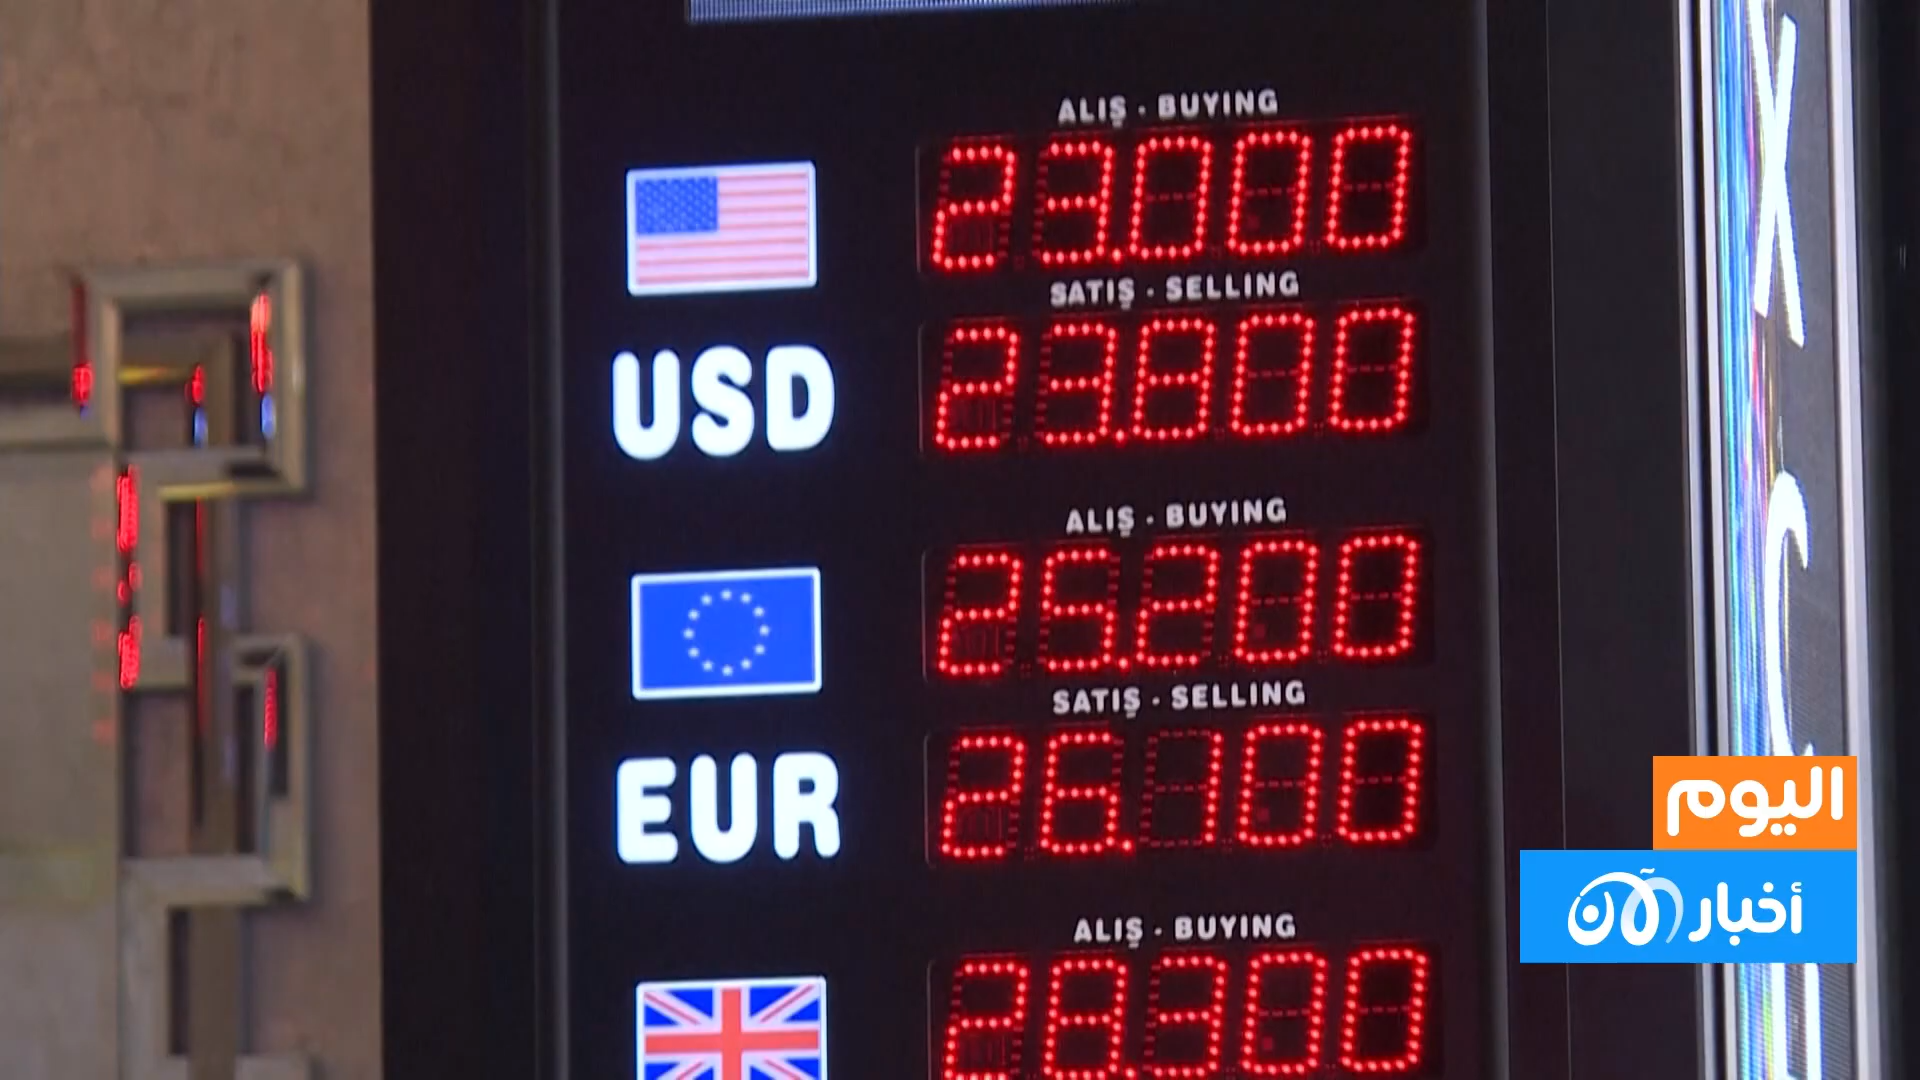 ALIŞ - BUYING
23.000
SATIŞ - SELLING
USD 23.800
ALIŞ - BUYING
25.200
SATIŞ - SELLING
EUR 26.100
ALIŞ - BUYING
28.300
X
C
اليوم
أخبار الآن